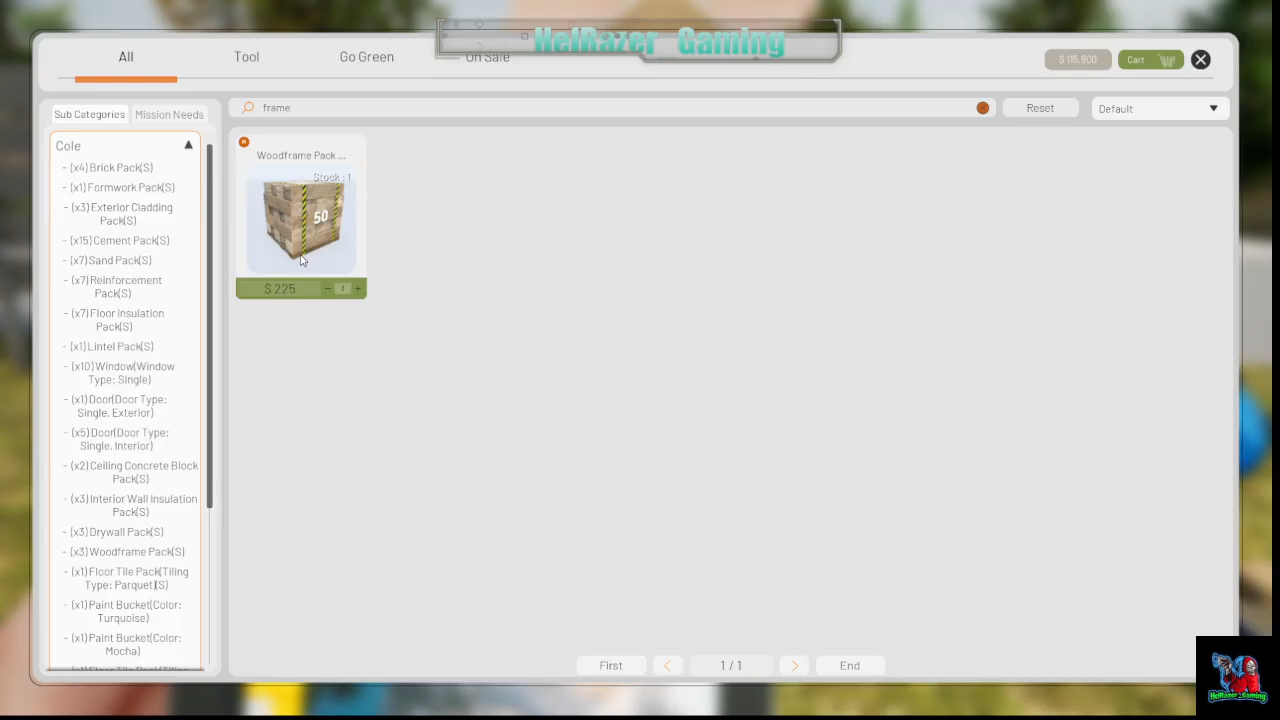 HelRazer_Gaming
All
Tool
Go Green
On Sale
$ 115,900
Cart
Sub Categories
Mission Needs
frame
Reset
Default
Cole
- (x4) Brick Pack(S)
- (x1) Formwork Pack(S)
- (x3) Exterior Cladding
Pack(S)
- (x15) Cement Pack(S)
- (x7) Sand Pack(S)
- (x7) Reinforcement
Pack(S)
- (x7) Floor Insulation
Pack(S)
- (x1) Lintel Pack(S)
- (x10) Window(Window
Type: Single)
- (x1) Door(Door Type:
Single, Exterior)
- (x5) Door(Door Type:
Single, Interior)
- (x2) Ceiling Concrete Block
Pack(S)
- (x3) Interior Wall Insulation
Pack(S)
- (x3) Drywall Pack(S)
- (x3) Woodframe Pack(S)
- (x1) Floor Tile Pack(Tiling
Type: Parquet)(S)
- (x1) Paint Bucket(Color:
Turquoise)
- (x1) Paint Bucket(Color:
Mocha)
M
Woodframe Pack ...
Stock : 1
50
$ 225
First
1 / 1
End
HelRazer_Gaming